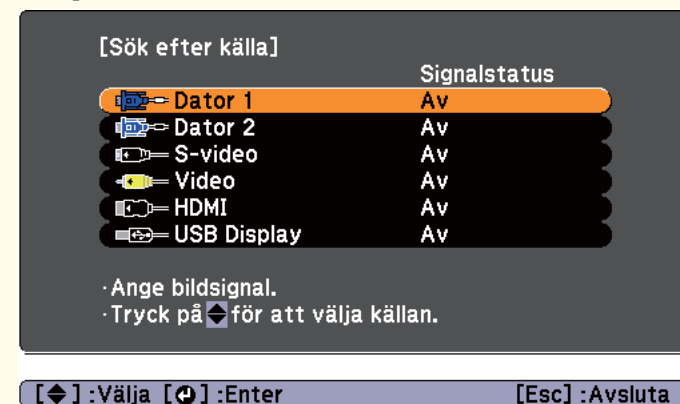 [Sök efter källa]
Signalstatus
Dator 1 Av
Dator 2 Av
S-video Av
Video Av
HDMI Av
USB Display Av
·Ange bildsignal.
·Tryck på för att välja källan.
[] :Välja [] :Enter [Esc] :Avsluta